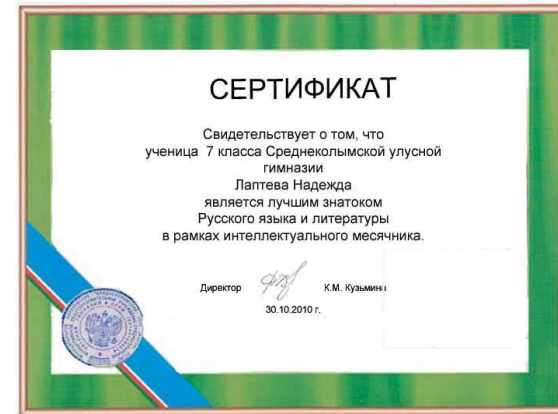 СЕРТИФИКАТ
Свидетельствует о том, что
ученица 7 класса Среднеколымской улусной
гимназии
Лаптева Надежда
является лучшим знатоком
Русского языка и литературы
в рамках интеллектуального месячника.
Директор К.М. Кузьмина
30.10.2010 г.